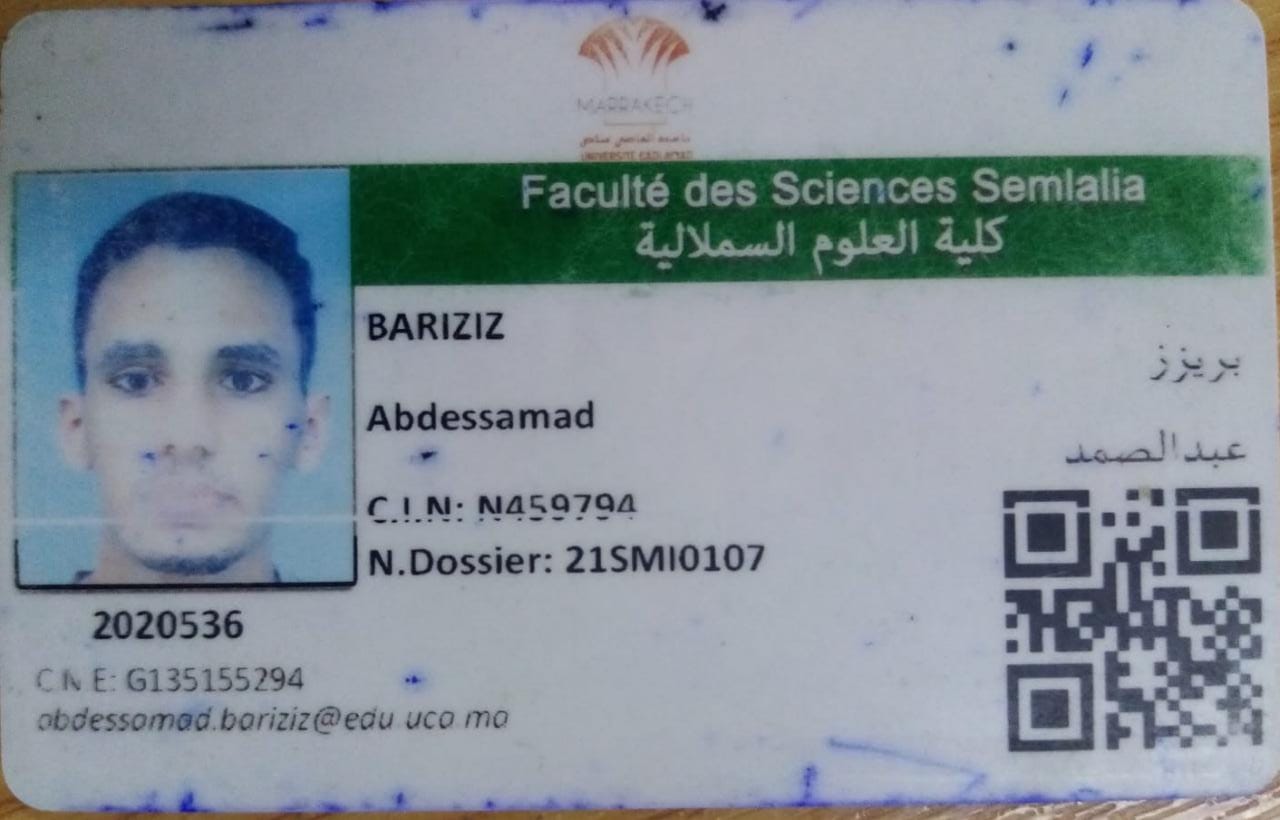 MARRAKECH
جامعة القاضي عياض
UNIVERSITÉ CADI AYYAD
Faculté des Sciences Semlalia
كلية العلوم السملالية
BARIZIZ
بريزز
Abdessamad
عبدالصمد
C.I.N: N459794
N.Dossier: 21SMI0107
2020536
C N E: G135155294
abdessamad.bariziz@edu uca ma